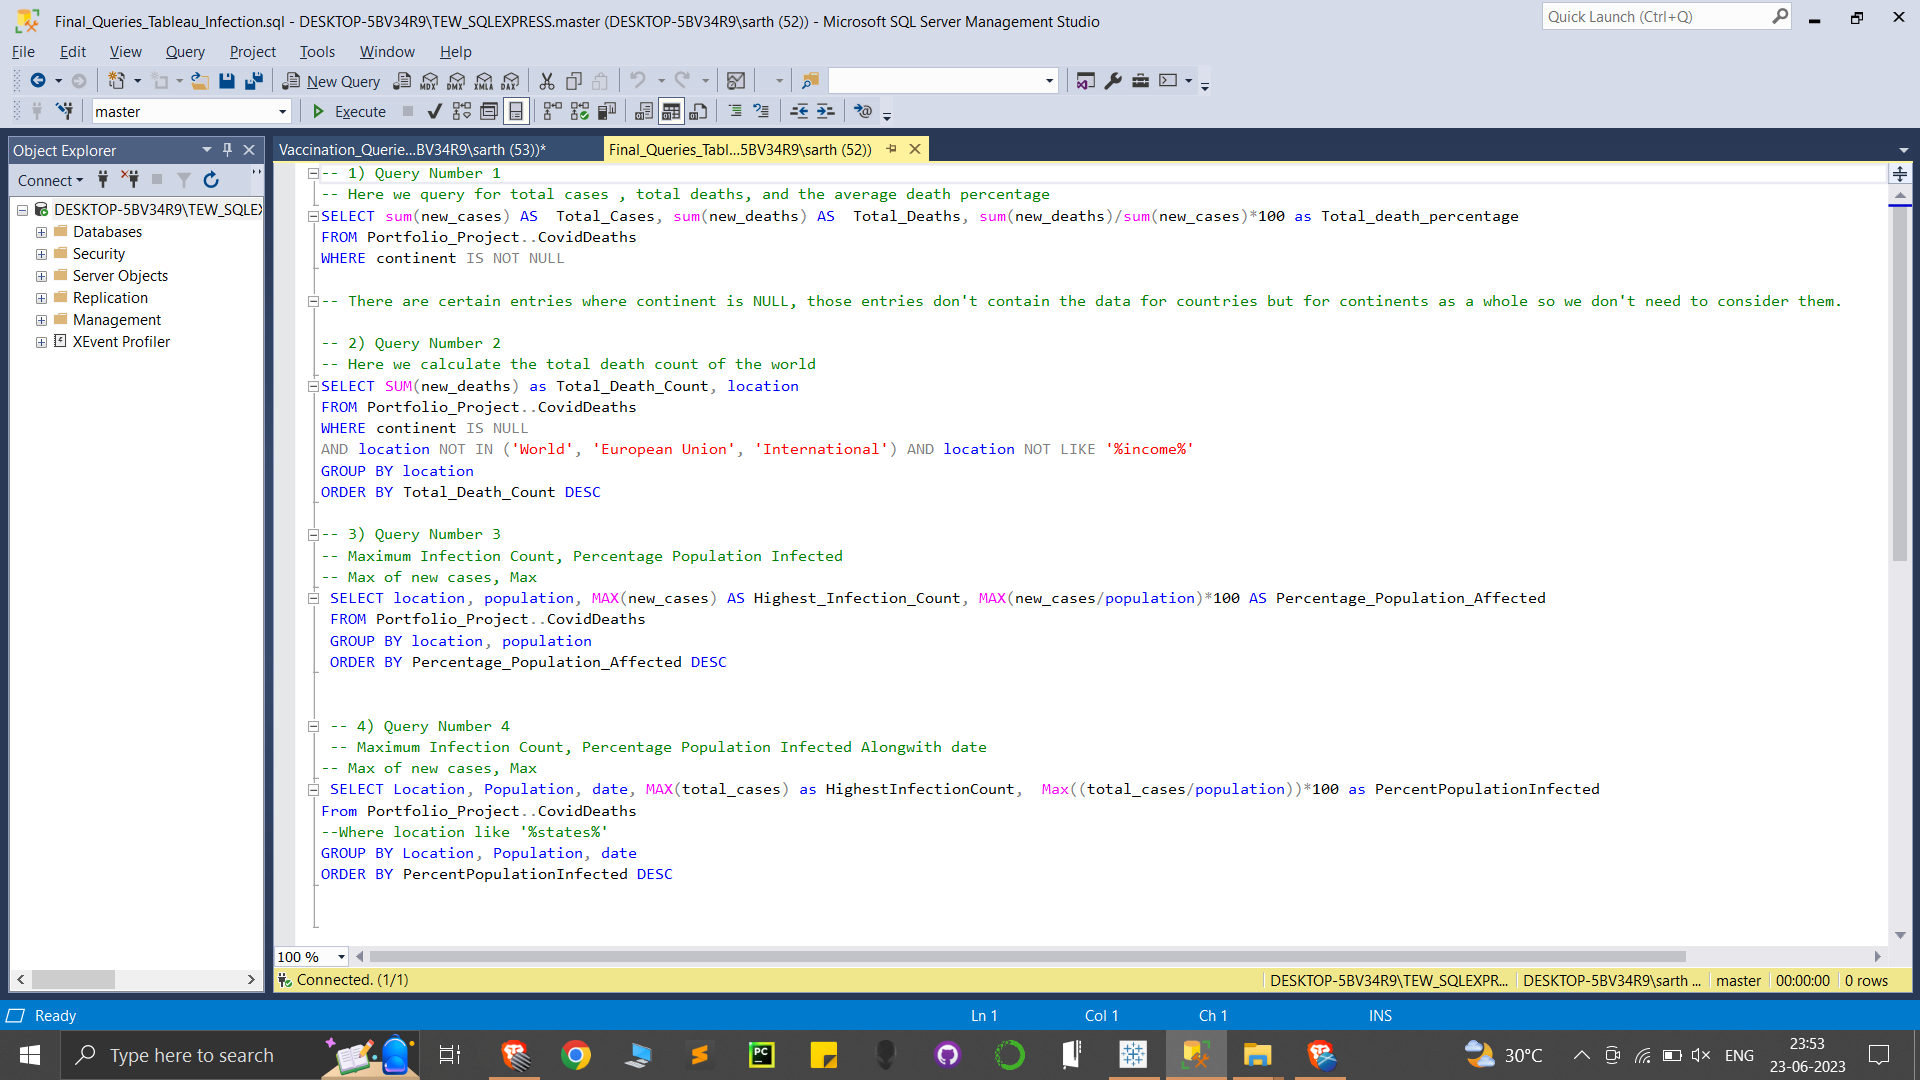 Final_Queries_Tableau_Infection.sql - DESKTOP-5BV34R9\TEW_SQLEXPRESS.master (DESKTOP-5BV34R9\sarth (52)) - Microsoft SQL Server Management Studio
Quick Launch (Ctrl+Q)
File Edit View Query Project Tools Window Help
New Query MDX DMX XMLA DAX
master Execute
Object Explorer
Vaccination_Querie...BV34R9\sarth (53))*
Final_Queries_Tabl...5BV34R9\sarth (52))
Connect
DESKTOP-5BV34R9\TEW_SQLEX
Databases
Security
Server Objects
Replication
Management
XEvent Profiler
-- 1) Query Number 1
-- Here we query for total cases , total deaths, and the average death percentage
SELECT sum(new_cases) AS  Total_Cases, sum(new_deaths) AS  Total_Deaths, sum(new_deaths)/sum(new_cases)*100 as Total_death_percentage
FROM Portfolio_Project..CovidDeaths
WHERE continent IS NOT NULL
-- There are certain entries where continent is NULL, those entries don't contain the data for countries but for continents as a whole so we don't need to consider them.
-- 2) Query Number 2
-- Here we calculate the total death count of the world
SELECT SUM(new_deaths) as Total_Death_Count, location
FROM Portfolio_Project..CovidDeaths
WHERE continent IS NULL
AND location NOT IN ('World', 'European Union', 'International') AND location NOT LIKE '%income%'
GROUP BY location
ORDER BY Total_Death_Count DESC
-- 3) Query Number 3
-- Maximum Infection Count, Percentage Population Infected
-- Max of new cases, Max
SELECT location, population, MAX(new_cases) AS Highest_Infection_Count, MAX(new_cases/population)*100 AS Percentage_Population_Affected
FROM Portfolio_Project..CovidDeaths
GROUP BY location, population
ORDER BY Percentage_Population_Affected DESC
-- 4) Query Number 4
-- Maximum Infection Count, Percentage Population Infected Alongwith date
-- Max of new cases, Max
SELECT Location, Population, date, MAX(total_cases) as HighestInfectionCount,  Max((total_cases/population))*100 as PercentPopulationInfected
From Portfolio_Project..CovidDeaths
--Where location like '%states%'
GROUP BY Location, Population, date
ORDER BY PercentPopulationInfected DESC
100 %
Connected. (1/1)
DESKTOP-5BV34R9\TEW_SQLEXPR... DESKTOP-5BV34R9\sarth ... master 00:00:00 0 rows
Ready Ln 1 Col 1 Ch 1 INS
Type here to search
PC
30°C
ENG
23:53
23-06-2023